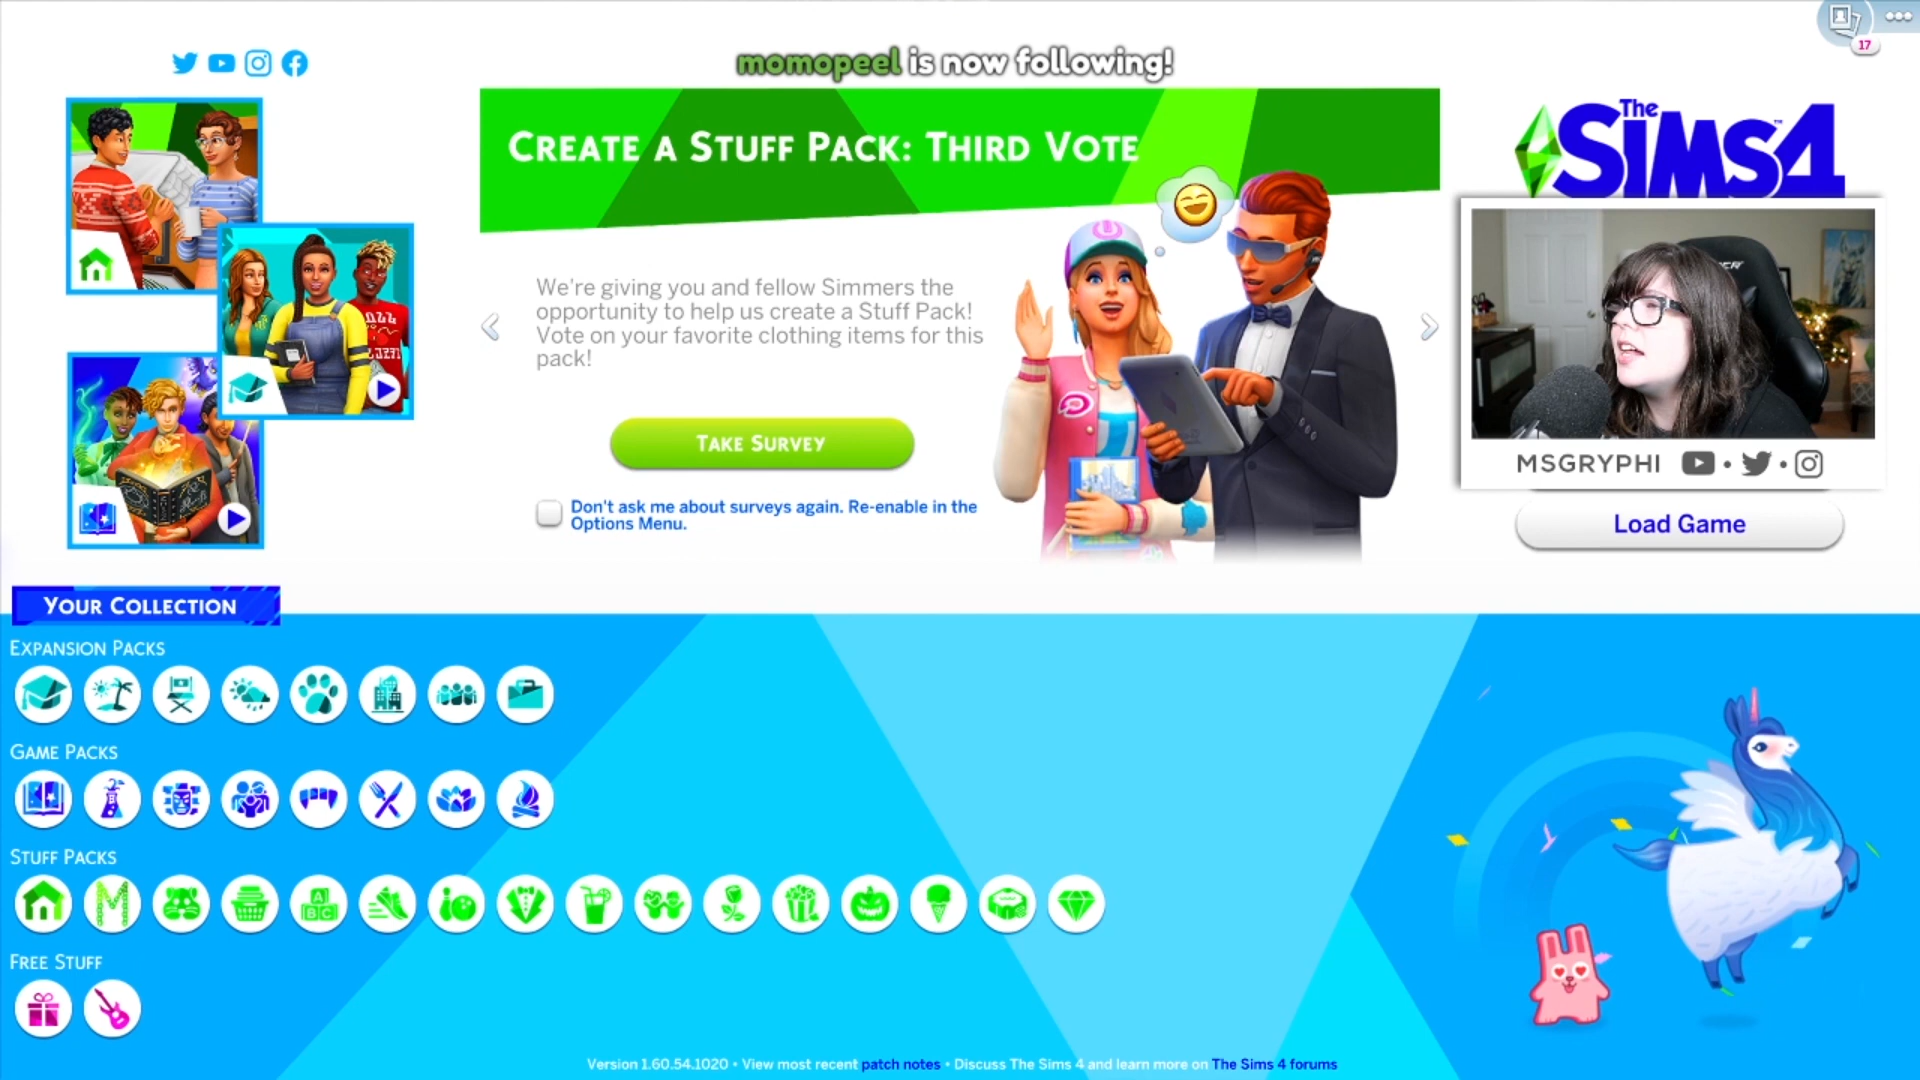 momopeel is now following!
17
CREATE A STUFF PACK: THIRD VOTE
The SIMS 4
We're giving you and fellow Simmers the
opportunity to help us create a Stuff Pack!
Vote on your favorite clothing items for this
pack!
TAKE SURVEY
Don't ask me about surveys again. Re-enable in the
Options Menu.
MSGRYPHI
Load Game
YOUR COLLECTION
EXPANSION PACKS
GAME PACKS
STUFF PACKS
M
A
B C
FREE STUFF
Version 1.60.54.1020 • View most recent patch notes • Discuss The Sims 4 and learn more on The Sims 4 forums